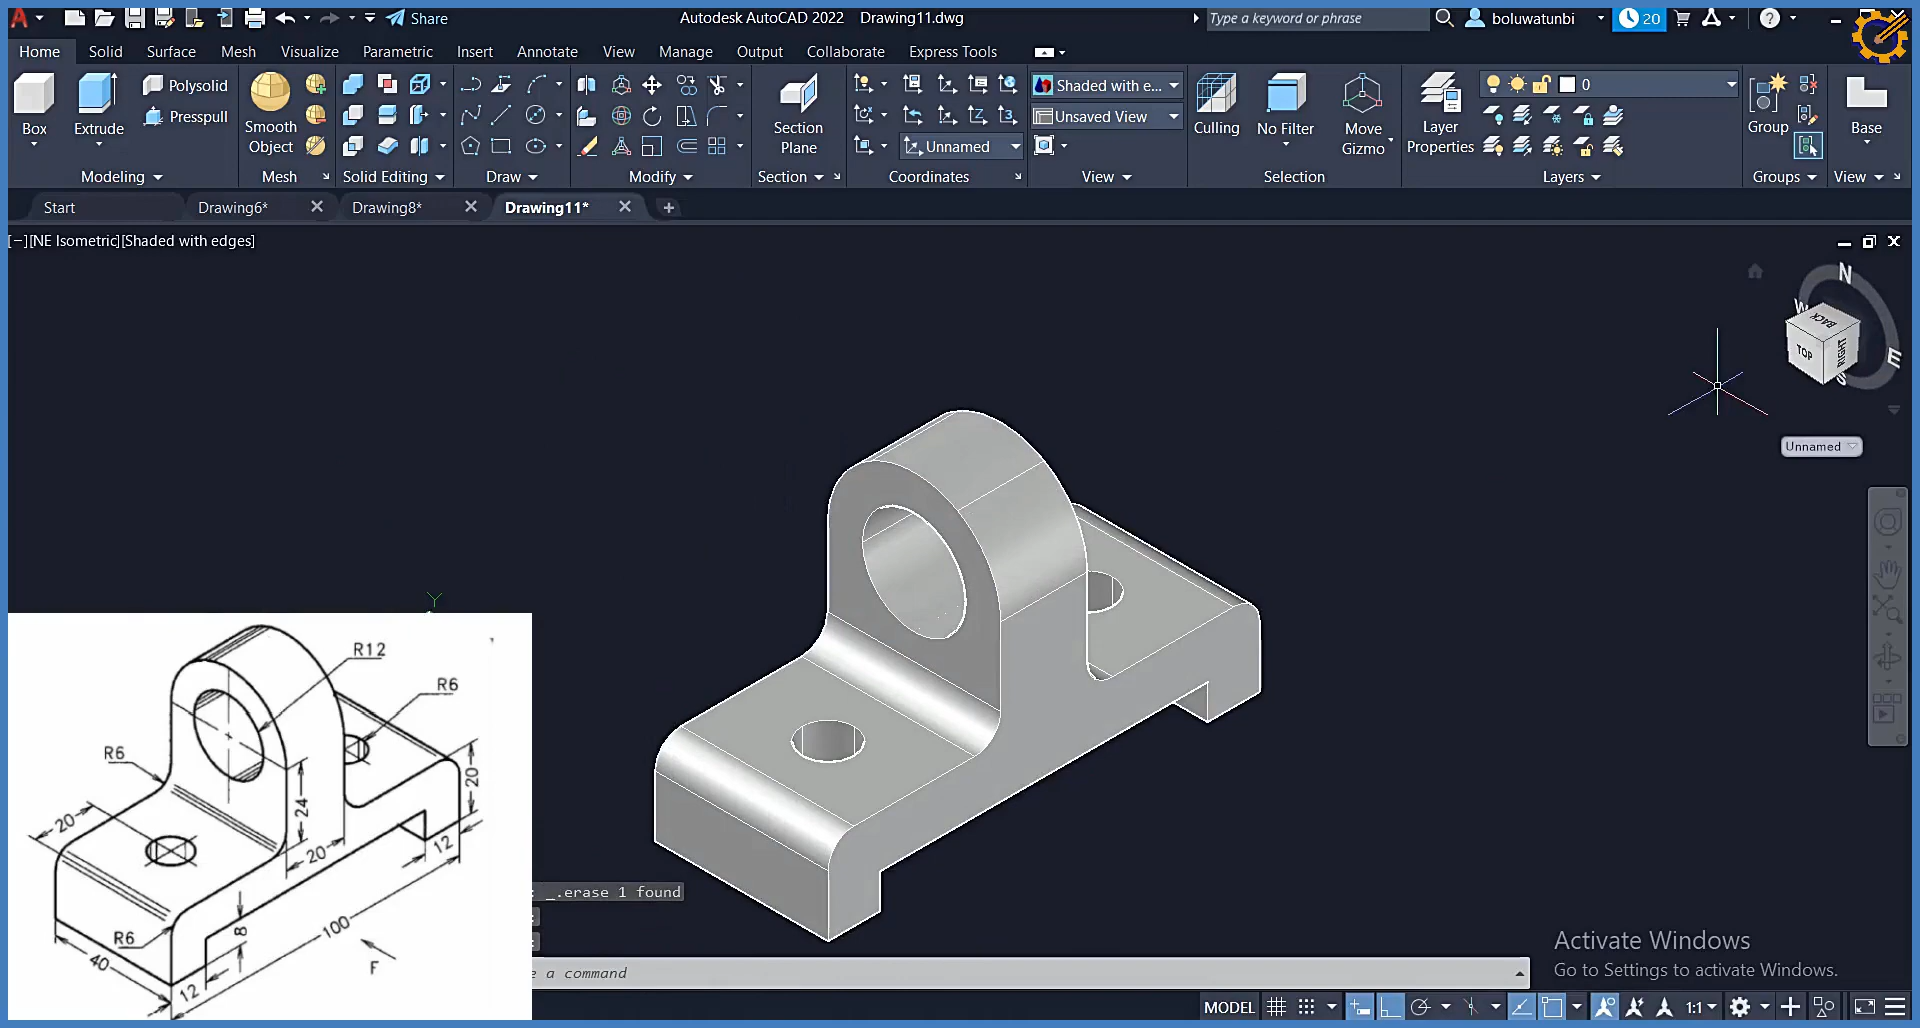 Share
Autodesk AutoCAD 2022 Drawing11.dwg
Type a keyword or phrase
boluwatunbi
20
Home Solid Surface Mesh Visualize Parametric Insert Annotate View Manage Output Collaborate Express Tools
Box
Extrude
Polysolid
Presspull
Smooth
Object
Section
Plane
Unnamed
Shaded with e...
Unsaved View
Culling
No Filter
Move
Gizmo
Layer
Properties
0
Group
Base
Modeling Mesh Solid Editing Draw Modify Section Coordinates View Selection Layers Groups View
Start Drawing6* Drawing8* Drawing11*
[−][NE Isometric][Shaded with edges]
N
W
E
BACK
TOP
RIGHT
Unnamed
Y
R12
R6
R6
20
24
20
20
12
R6
8
100
40
12
F
_.erase 1 found
a command
Activate Windows
Go to Settings to activate Windows.
MODEL
1:1